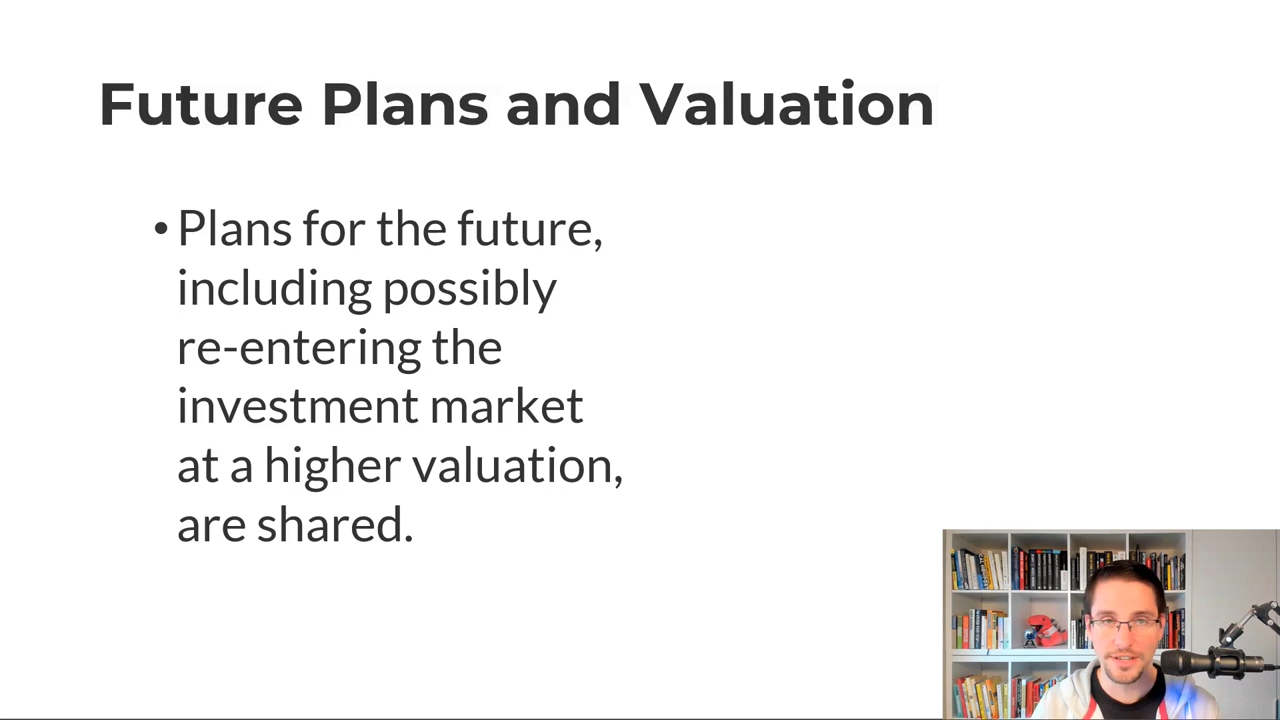 Future Plans and Valuation
• Plans for the future,
including possibly
re-entering the
investment market
at a higher valuation,
are shared.